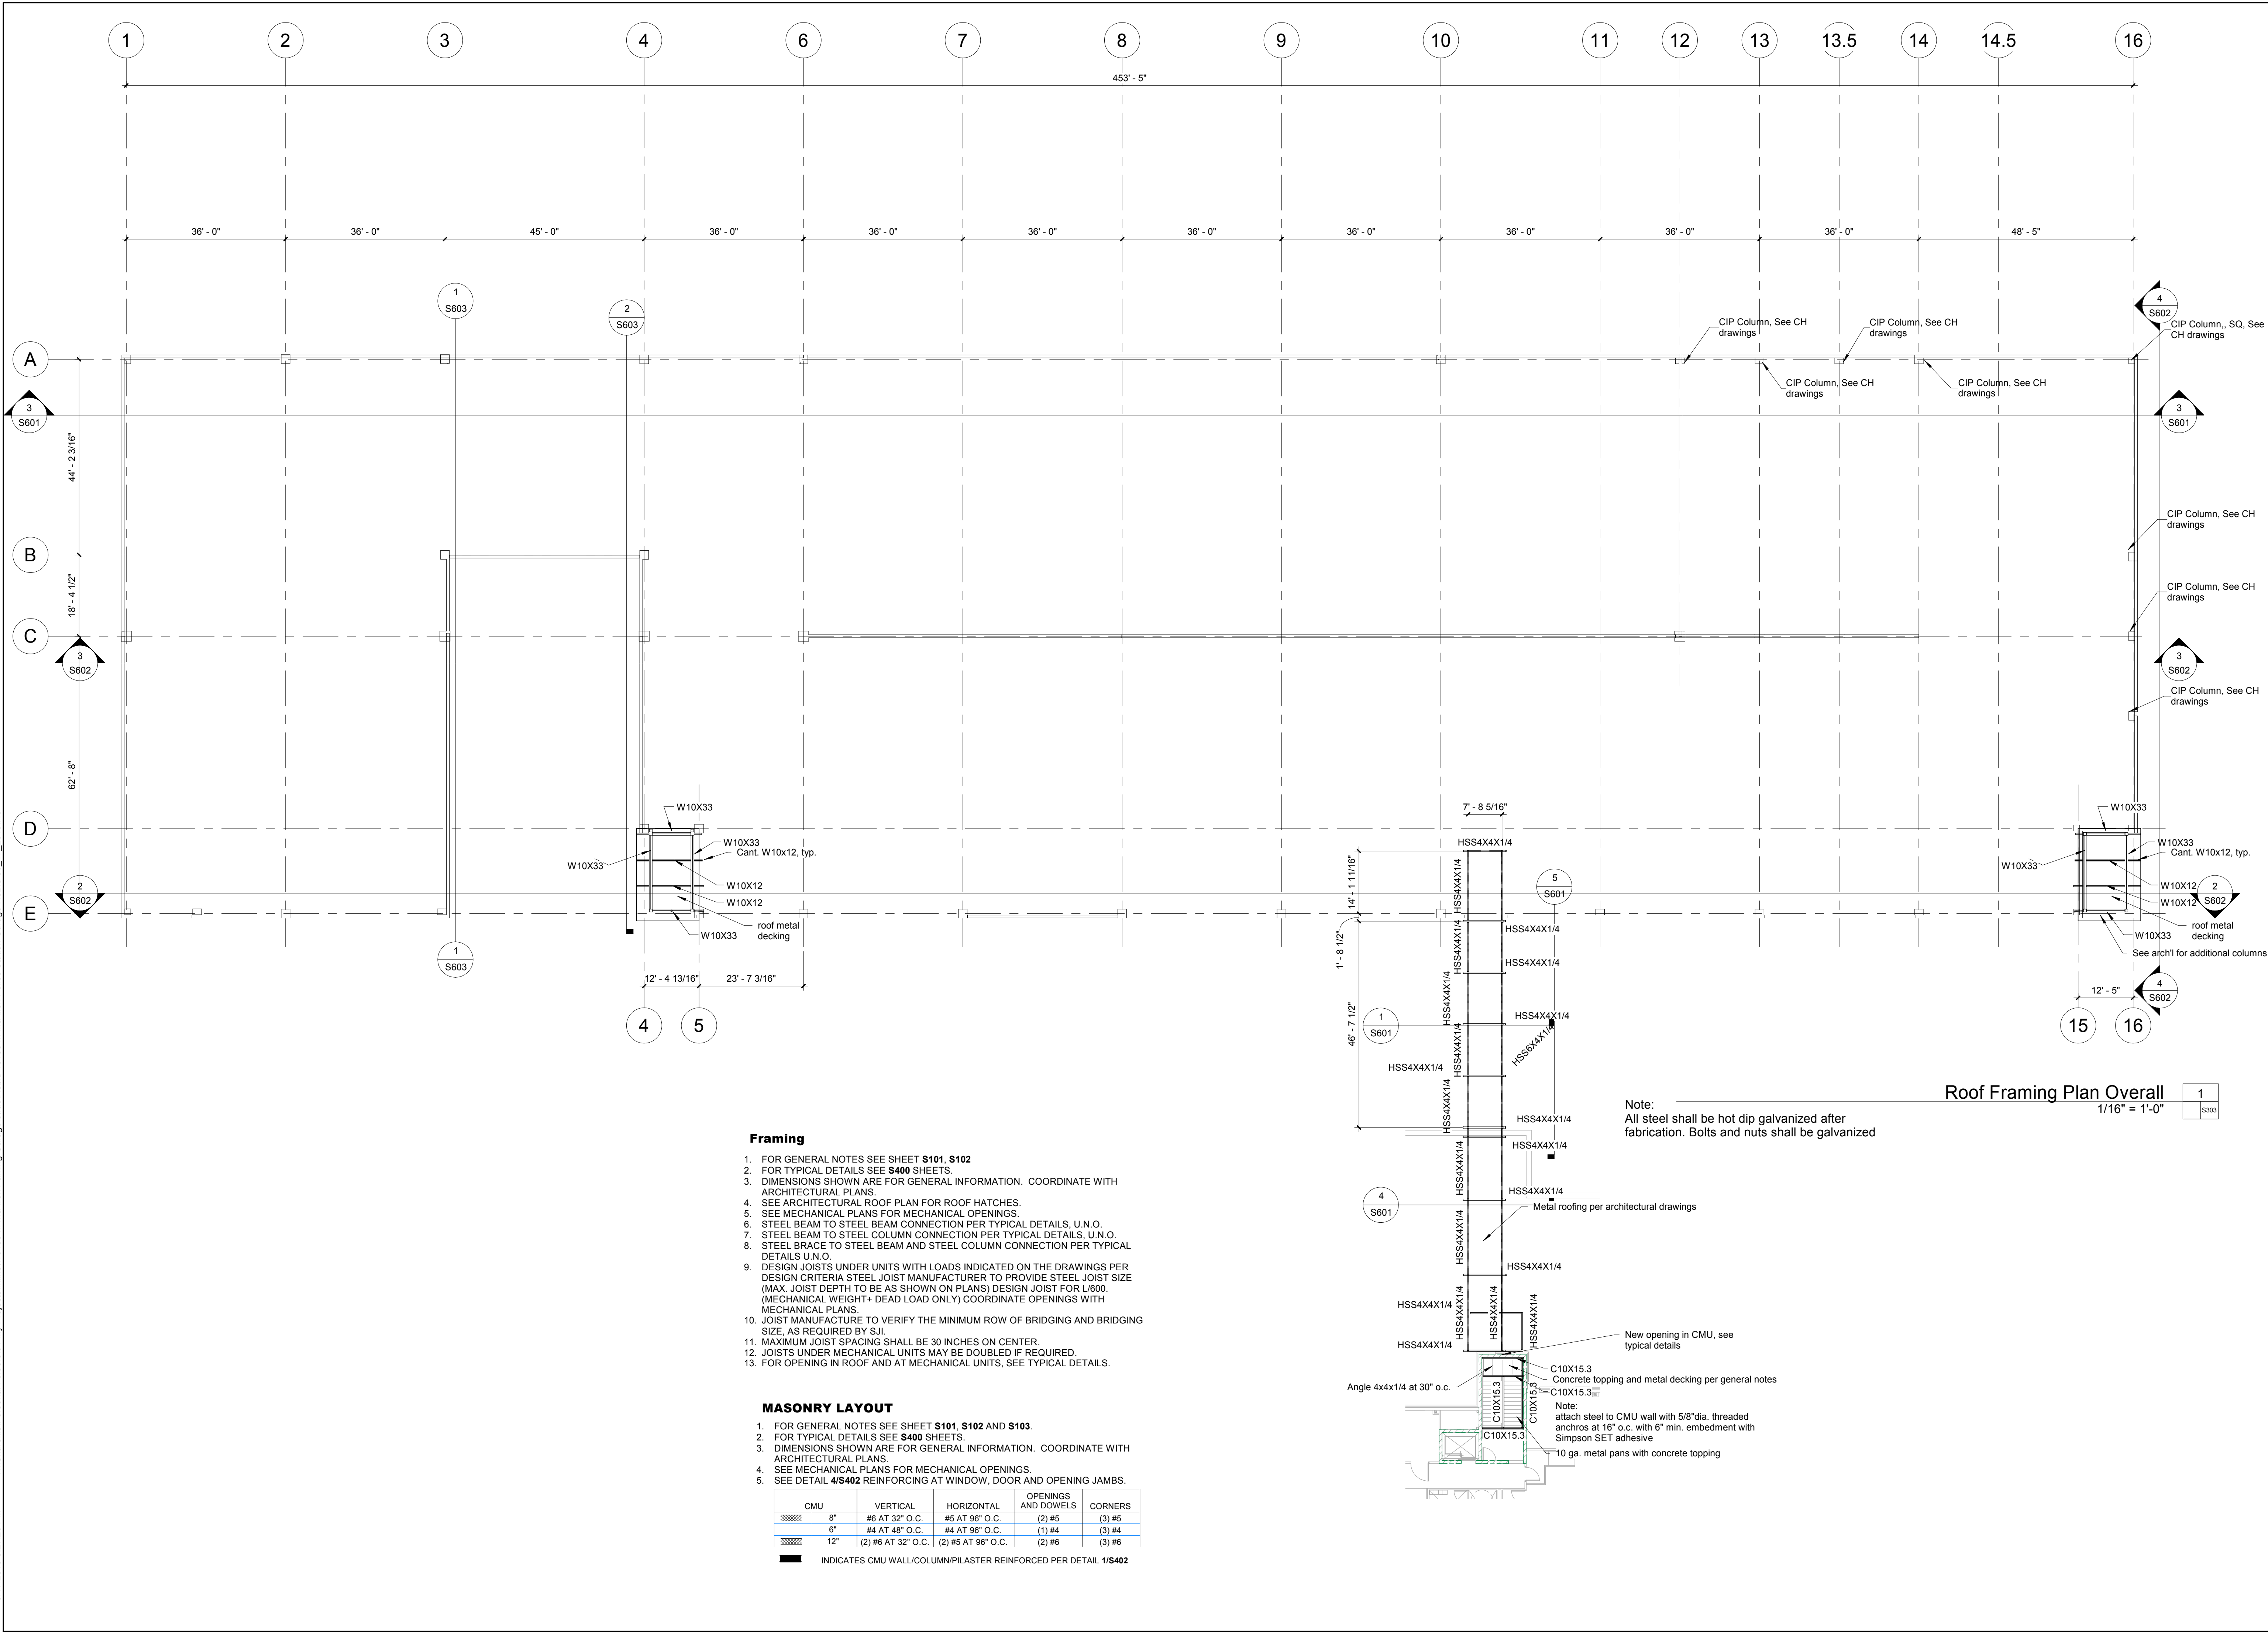 1 2 3 4 6 7 8 9 10 11 12 13 13.5 14 14.5 16
453' - 5"
36' - 0" 36' - 0" 45' - 0" 36' - 0" 36' - 0" 36' - 0" 36' - 0" 36' - 0" 36' - 0" 36' - 0" 36' - 0" 48' - 5"
1
S603
2
S603
4
S602
CIP Column, See CH
drawings
CIP Column, See CH
drawings
CIP Column,, SQ, See
CH drawings
A
CIP Column, See CH
drawings
CIP Column, See CH
drawings
3
S601
3
S601
44' - 2 3/16"
CIP Column, See CH
drawings
B
18' - 4 1/2"
CIP Column, See CH
drawings
C
3
S602
3
S602
CIP Column, See CH
drawings
62' - 8"
D
W10X33
W10X33
Cant. W10x12, typ.
W10X33
W10X12
W10X12
roof metal
decking
W10X33
7' - 8 5/16"
HSS4X4X1/4
14' - 1 11/16"
HSS4X4X1/4
5
S601
W10X33
W10X33
Cant. W10x12, typ.
W10X33
W10X12
W10X12
2
S602
roof metal
decking
W10X33
See arch'l for additional columns
2
S602
E
1
S603
12' - 4 13/16" 23' - 7 3/16"
4 5
1' - 8 1/2"
HSS4X4X1/4
HSS4X4X1/4
HSS4X4X1/4
HSS4X4X1/4
46' - 7 1/2"
1
S601
HSS4X4X1/4
HSS4X4X1/4
HSS6X4X1/4
HSS4X4X1/4
HSS4X4X1/4
HSS4X4X1/4
HSS4X4X1/4
12' - 5"
4
S602
15 16
Roof Framing Plan Overall
1/16" = 1'-0"
1
S303
Note:
All steel shall be hot dip galvanized after
fabrication. Bolts and nuts shall be galvanized
HSS4X4X1/4
HSS4X4X1/4
HSS4X4X1/4
4
S601
Metal roofing per architectural drawings
HSS4X4X1/4
HSS4X4X1/4
HSS4X4X1/4
HSS4X4X1/4
HSS4X4X1/4
HSS4X4X1/4
HSS4X4X1/4
New opening in CMU, see
typical details
C10X15.3
Concrete topping and metal decking per general notes
C10X15.3
Angle 4x4x1/4 at 30" o.c.
C10X15.3
C10X15.3
C10X15.3
Note:
attach steel to CMU wall with 5/8"dia. threaded
anchros at 16" o.c. with 6" min. embedment with
Simpson SET adhesive
10 ga. metal pans with concrete topping
Framing
1. FOR GENERAL NOTES SEE SHEET S101, S102
2. FOR TYPICAL DETAILS SEE S400 SHEETS.
3. DIMENSIONS SHOWN ARE FOR GENERAL INFORMATION. COORDINATE WITH
ARCHITECTURAL PLANS.
4. SEE ARCHITECTURAL ROOF PLAN FOR ROOF HATCHES.
5. SEE MECHANICAL PLANS FOR MECHANICAL OPENINGS.
6. STEEL BEAM TO STEEL BEAM CONNECTION PER TYPICAL DETAILS, U.N.O.
7. STEEL BEAM TO STEEL COLUMN CONNECTION PER TYPICAL DETAILS, U.N.O.
8. STEEL BRACE TO STEEL BEAM AND STEEL COLUMN CONNECTION PER TYPICAL
DETAILS U.N.O.
9. DESIGN JOISTS UNDER UNITS WITH LOADS INDICATED ON THE DRAWINGS PER
DESIGN CRITERIA STEEL JOIST MANUFACTURER TO PROVIDE STEEL JOIST SIZE
(MAX. JOIST DEPTH TO BE AS SHOWN ON PLANS) DESIGN JOIST FOR L/600.
(MECHANICAL WEIGHT+ DEAD LOAD ONLY) COORDINATE OPENINGS WITH
MECHANICAL PLANS.
10. JOIST MANUFACTURE TO VERIFY THE MINIMUM ROW OF BRIDGING AND BRIDGING
SIZE, AS REQUIRED BY SJI.
11. MAXIMUM JOIST SPACING SHALL BE 30 INCHES ON CENTER.
12. JOISTS UNDER MECHANICAL UNITS MAY BE DOUBLED IF REQUIRED.
13. FOR OPENING IN ROOF AND AT MECHANICAL UNITS, SEE TYPICAL DETAILS.
MASONRY LAYOUT
1. FOR GENERAL NOTES SEE SHEET S101, S102 AND S103.
2. FOR TYPICAL DETAILS SEE S400 SHEETS.
3. DIMENSIONS SHOWN ARE FOR GENERAL INFORMATION. COORDINATE WITH
ARCHITECTURAL PLANS.
4. SEE MECHANICAL PLANS FOR MECHANICAL OPENINGS.
5. SEE DETAIL 4/S402 REINFORCING AT WINDOW, DOOR AND OPENING JAMBS.
CMU VERTICAL HORIZONTAL OPENINGS AND DOWELS CORNERS
8" #6 AT 32" O.C. #5 AT 96" O.C. (2) #5 (3) #5
6" #4 AT 48" O.C. #4 AT 96" O.C. (1) #4 (3) #4
12" (2) #6 AT 32" O.C. (2) #5 AT 96" O.C. (2) #6 (3) #6
INDICATES CMU WALL/COLUMN/PILASTER REINFORCED PER DETAIL 1/S402